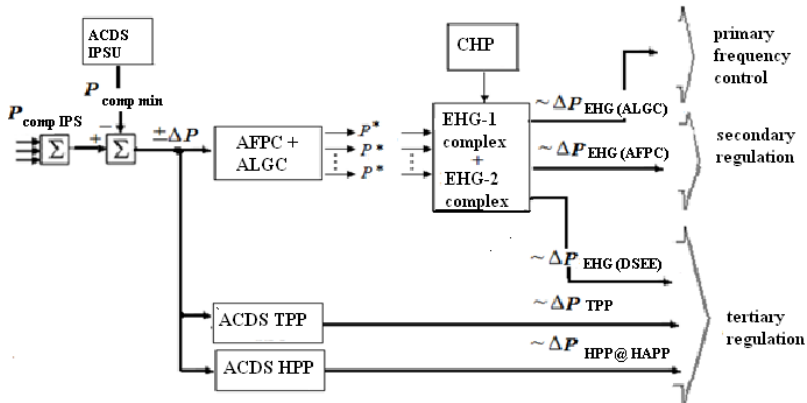 ACDS
IPSU
CHP
primary
frequency
control
P comp min
P comp IPS
Σ
+
−
Σ
±ΔP
AFPC +
ALGC
P*
P*
P*
EHG-1
complex
+
EHG-2
complex
~ΔP EHG (ALGC)
~ΔP EHG (AFPC)
secondary
regulation
~ΔP EHG (DSEE)
~ΔP TPP
ACDS TPP
~ΔP HPP@ HAPP
ACDS HPP
tertiary
regulation